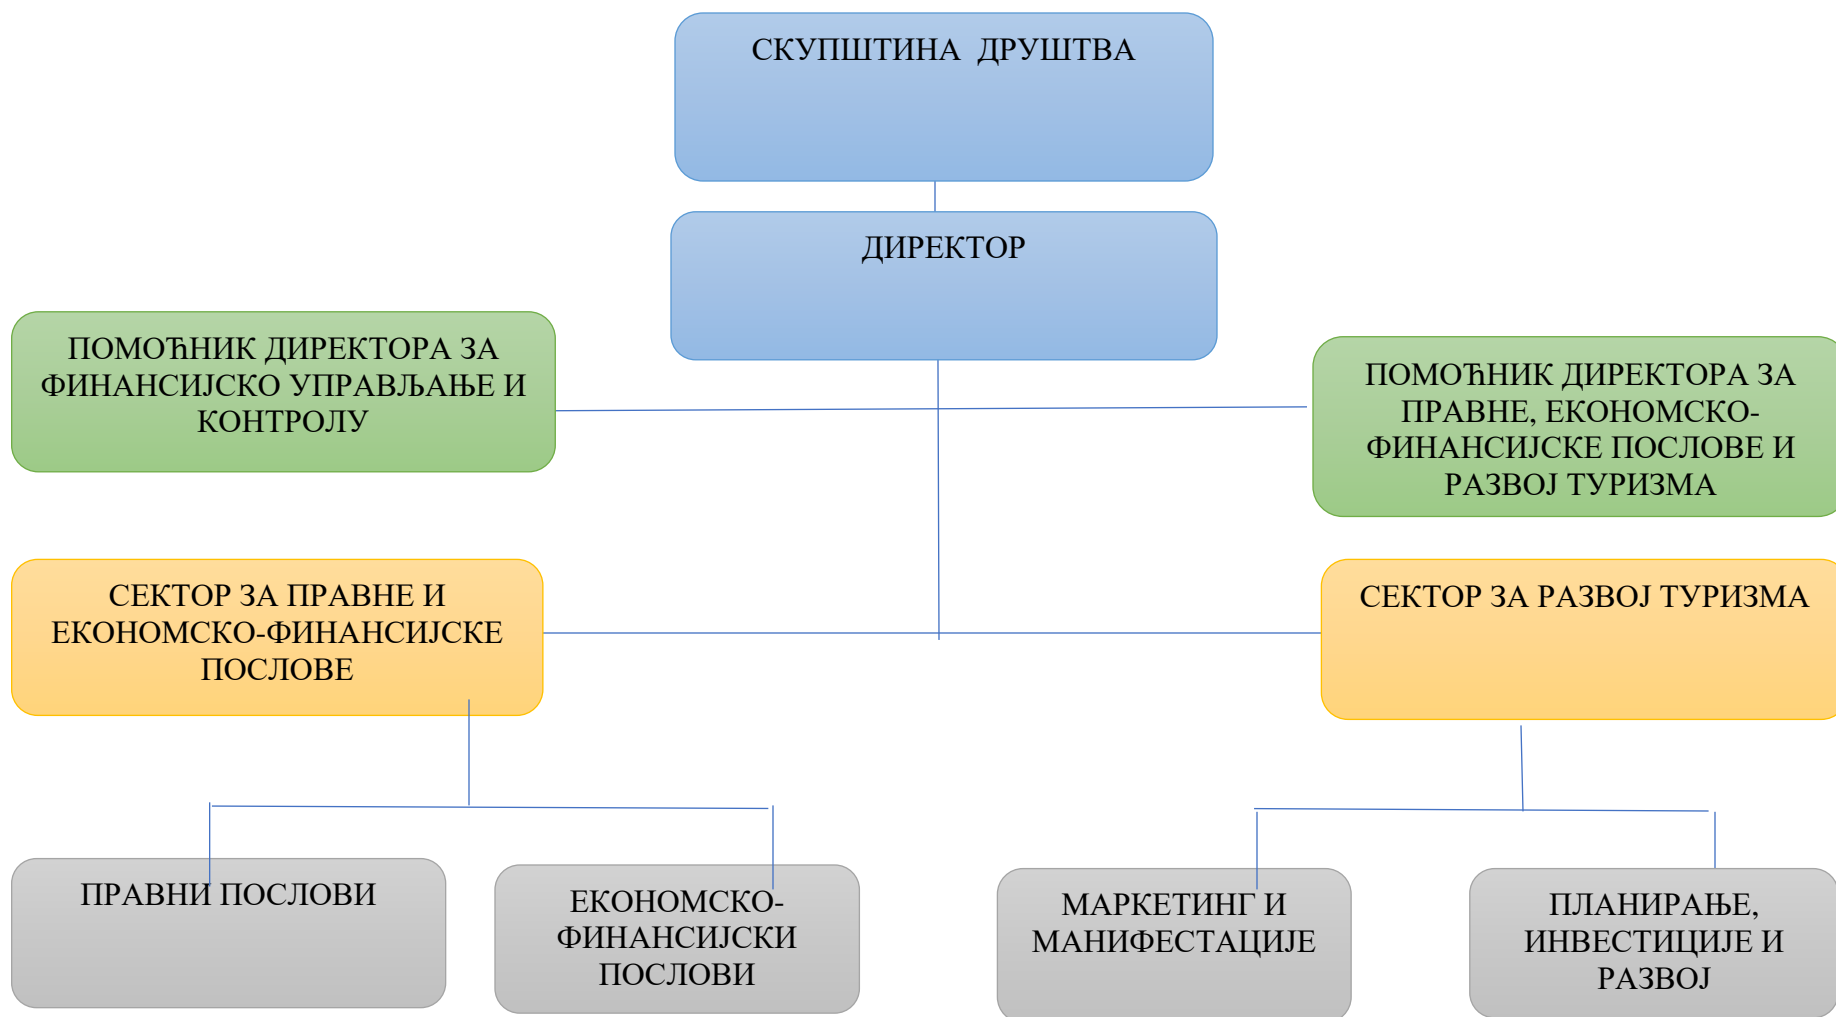 СКУПШТИНА ДРУШТВА
ДИРЕКТОР
ПОМОЋНИК ДИРЕКТОРА ЗА
ФИНАНСИЈСКО УПРАВЉАЊЕ И
КОНТРОЛУ
ПОМОЋНИК ДИРЕКТОРА ЗА
ПРАВНЕ, ЕКОНОМСКО-
ФИНАНСИЈСКЕ ПОСЛОВЕ И
РАЗВОЈ ТУРИЗМА
СЕКТОР ЗА ПРАВНЕ И
ЕКОНОМСКО-ФИНАНСИЈСКЕ
ПОСЛОВЕ
СЕКТОР ЗА РАЗВОЈ ТУРИЗМА
ПРАВНИ ПОСЛОВИ
ЕКОНОМСКО-
ФИНАНСИЈСКИ
ПОСЛОВИ
МАРКЕТИНГ И
МАНИФЕСТАЦИЈЕ
ПЛАНИРАЊЕ,
ИНВЕСТИЦИЈЕ И
РАЗВОЈ